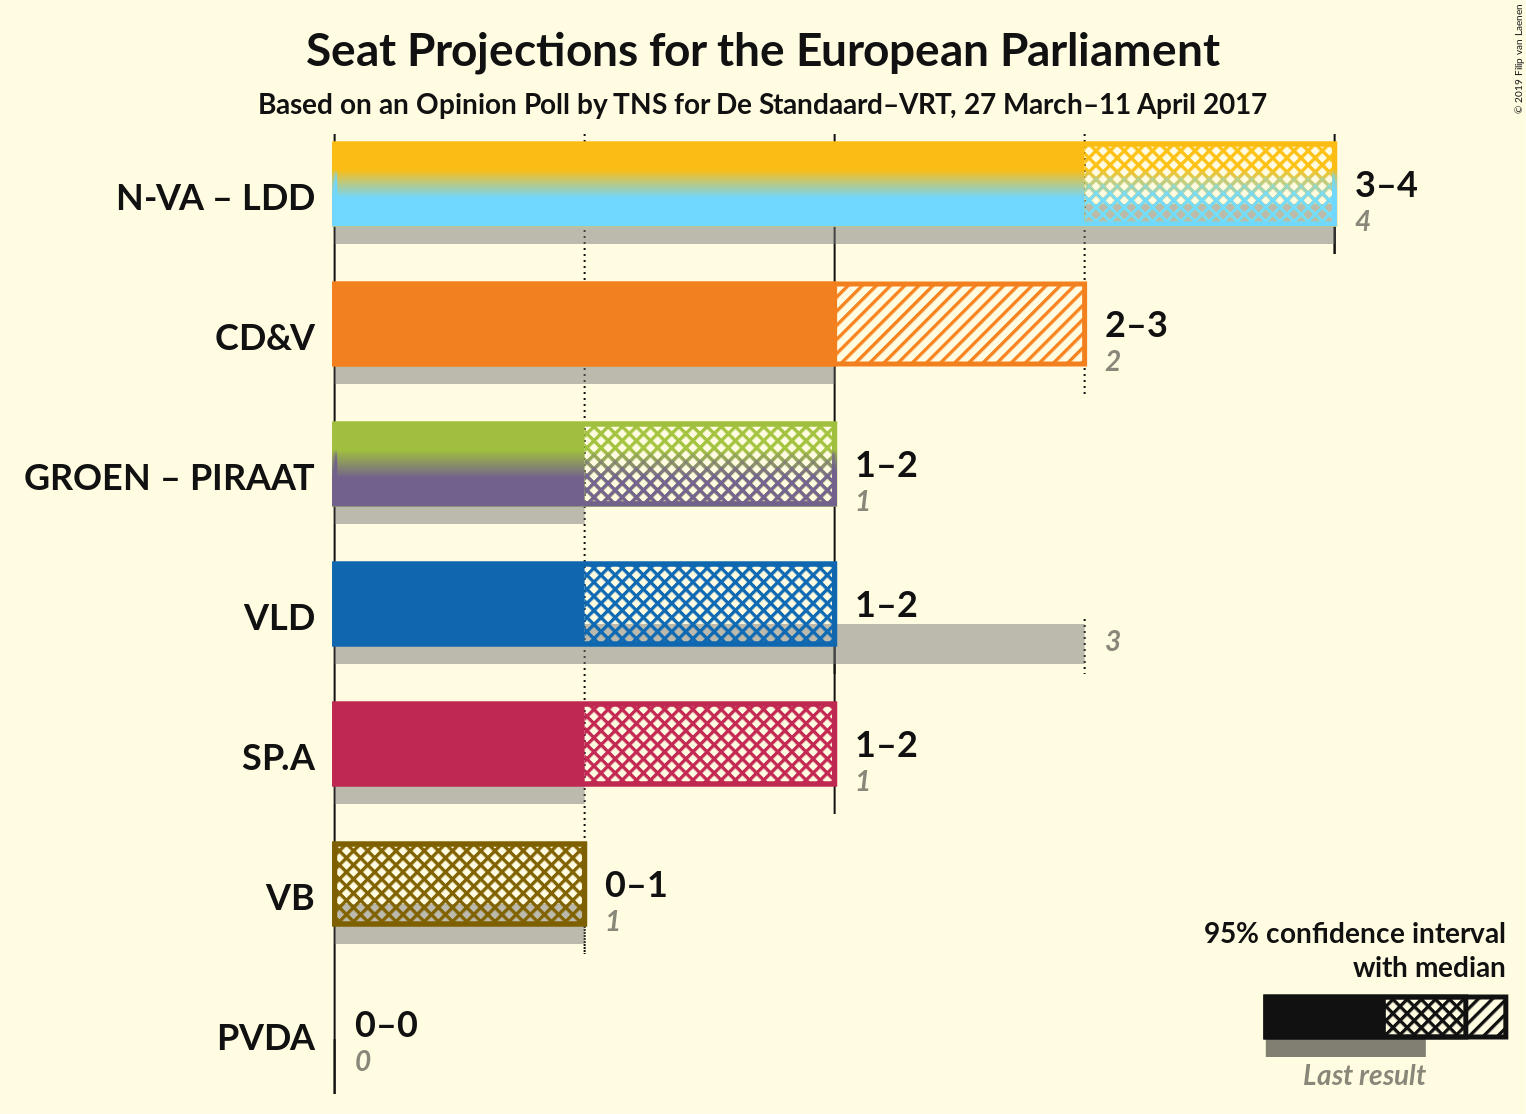 Seat Projections for the European Parliament
Based on an Opinion Poll by TNS for De Standaard–VRT, 27 March–11 April 2017
© 2019 Filip van Laenen
N-VA – LDD
3–4
4
CD&V
2–3
2
GROEN – PIRAAT
1–2
1
VLD
1–2
3
SP.A
1–2
1
VB
0–1
1
PVDA
0–0
0
95% confidence interval
with median
Last result